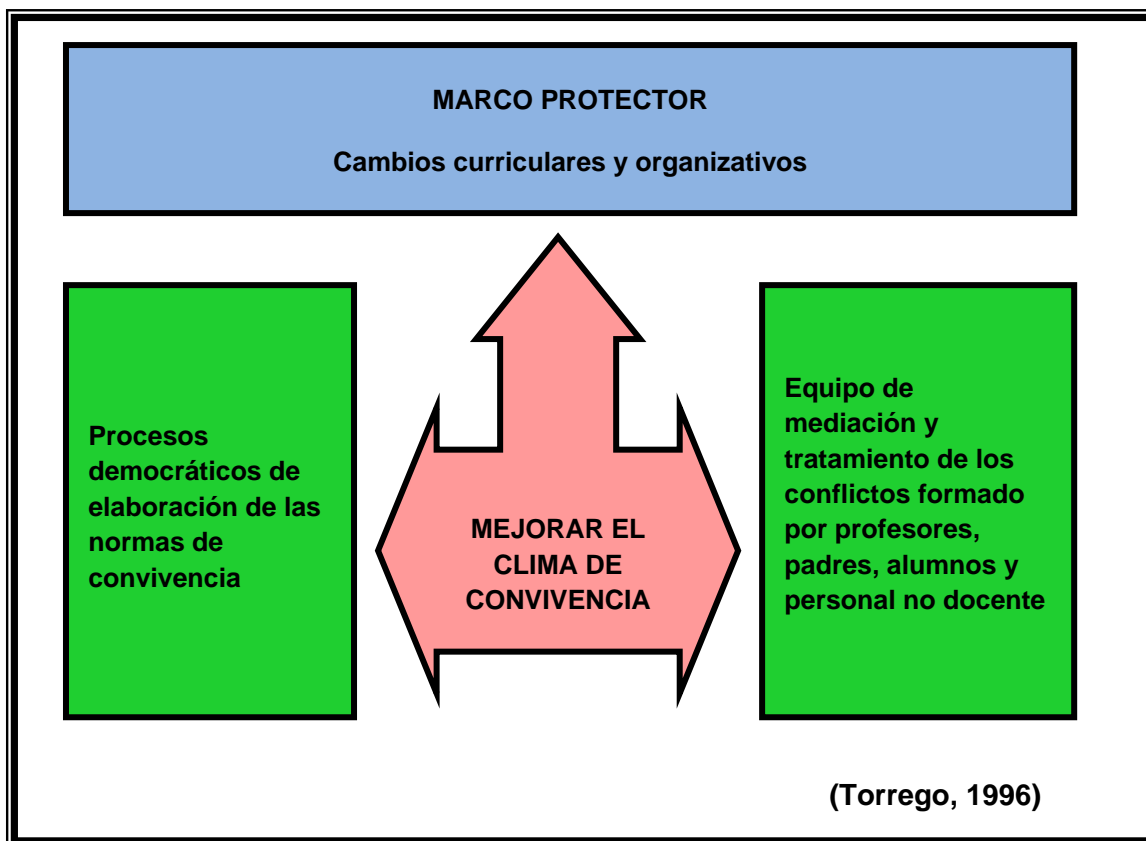 MARCO PROTECTOR
Cambios curriculares y organizativos
Procesos
democráticos de
elaboración de las
normas de
convivencia
MEJORAR EL
CLIMA DE
CONVIVENCIA
Equipo de
mediación y
tratamiento de los
conflictos formado
por profesores,
padres, alumnos y
personal no docente
(Torrego, 1996)